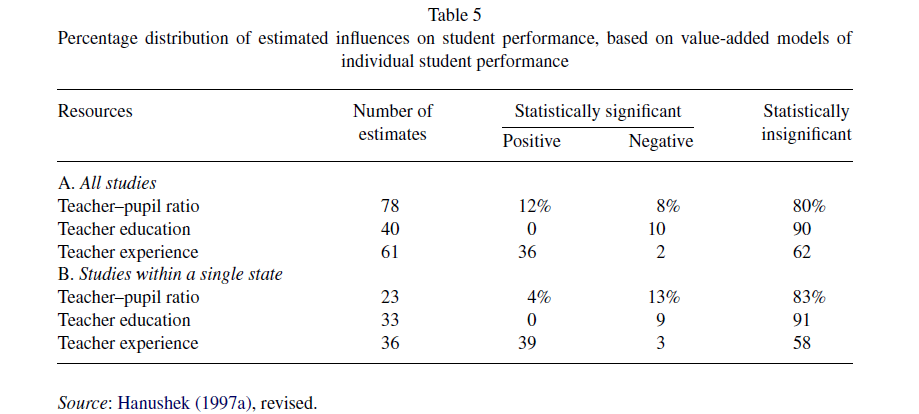 Table 5
Percentage distribution of estimated influences on student performance, based on value-added models of
individual student performance
Resources Number of estimates Statistically significant Statistically insignificant
Positive Negative
A. All studies
Teacher–pupil ratio 78 12% 8% 80%
Teacher education 40 0 10 90
Teacher experience 61 36 2 62
B. Studies within a single state
Teacher–pupil ratio 23 4% 13% 83%
Teacher education 33 0 9 91
Teacher experience 36 39 3 58
Source: Hanushek (1997a), revised.